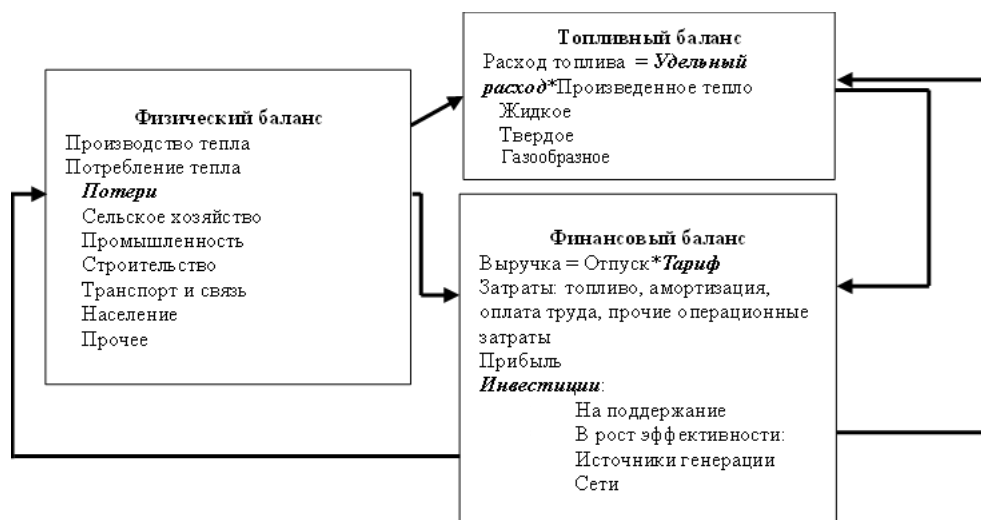 Физический баланс
Производство тепла
Потребление тепла
Потери
Сельское хозяйство
Промышленность
Строительство
Транспорт и связь
Население
Прочее
Топливный баланс
Расход топлива = Удельный
расход*Произведенное тепло
Жидкое
Твердое
Газообразное
Финансовый баланс
Выручка = Отпуск*Тариф
Затраты: топливо, амортизация,
оплата труда, прочие операционные
затраты
Прибыль
Инвестиции:
На поддержание
В рост эффективности:
Источники генерации
Сети